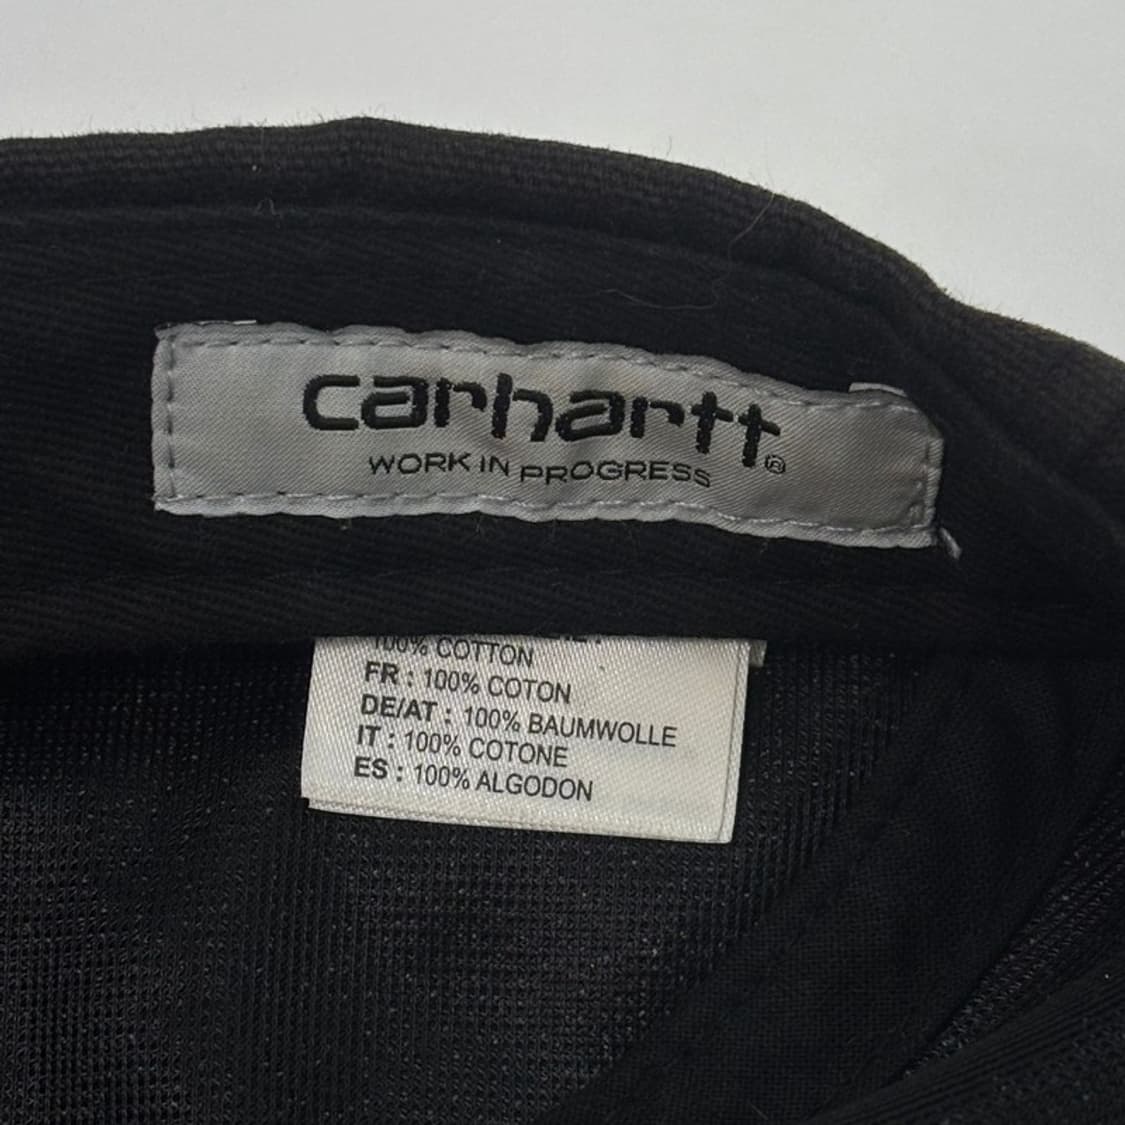 carhartt®
WORK IN PROGRESS
100% COTTON
FR : 100% COTON
DE/AT : 100% BAUMWOLLE
IT : 100% COTONE
ES : 100% ALGODON